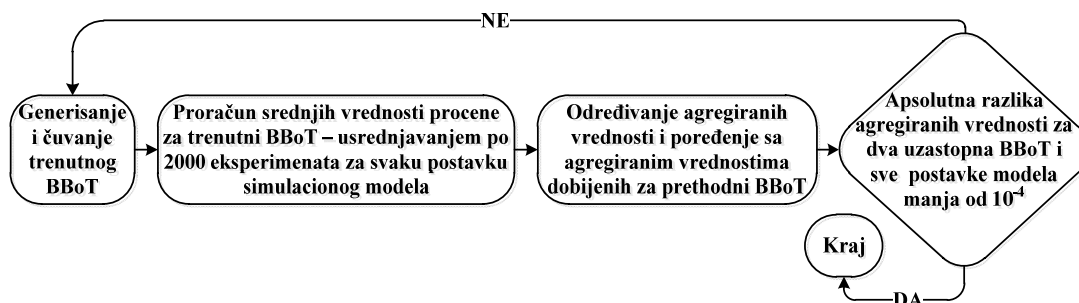 NE
Generisanje
i čuvanje
trenutnog
BBoT
Proračun srednjih vrednosti procene
za trenutni BBoT – usrednjavanjem po
2000 eksperimenata za svaku postavku
simulacionog modela
Određivanje agregiranih
vrednosti i poređenje sa
agregiranim vrednostima
dobijenih za prethodni BBoT
Apsolutna razlika
agregiranih vrednosti za
dva uzastopna BBoT i
sve postavke modela
manja od 10⁻⁴
Kraj
DA